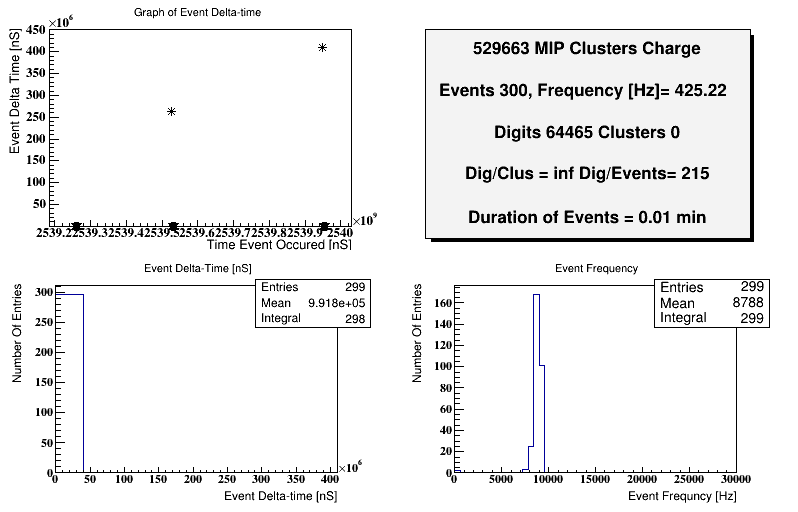 Graph of Event Delta-time
×10^6
Event Delta Time [nS]
450
400
350
300
250
200
150
100
50
2539.2 2539.3 2539.4 2539.5 2539.6 2539.7 2539.8 2539.9 2540
×10^9
Time Event Occured [nS]
529663 MIP Clusters Charge
Events 300, Frequency [Hz]= 425.22
Digits 64465 Clusters 0
Dig/Clus = inf Dig/Events= 215
Duration of Events = 0.01 min
Event Delta-Time [nS]
Entries 299
Mean 9.918e+05
Integral 298
Number Of Entries
300
250
200
150
100
50
0
0 50 100 150 200 250 300 350 400
×10^6
Event Delta-time [nS]
Event Frequency
Entries 299
Mean 8788
Integral 299
Number Of Entries
160
140
120
100
80
60
40
20
0
0 5000 10000 15000 20000 25000 30000
Event Frequncy [Hz]